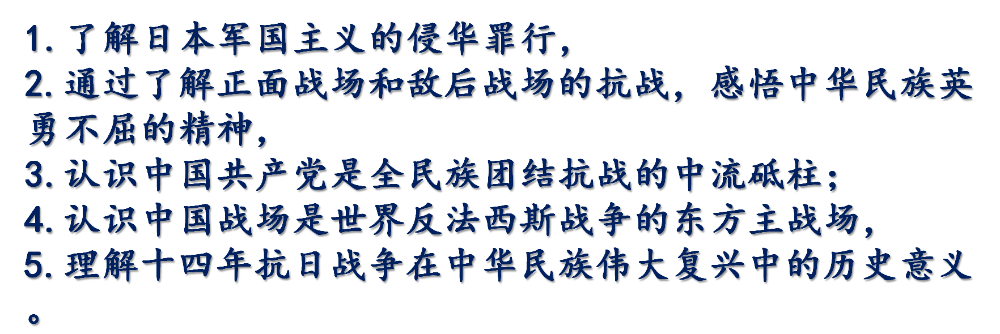 1.了解日本军国主义的侵华罪行，
2.通过了解正面战场和敌后战场的抗战，感悟中华民族英
勇不屈的精神，
3.认识中国共产党是全民族团结抗战的中流砥柱；
4.认识中国战场是世界反法西斯战争的东方主战场，
5.理解十四年抗日战争在中华民族伟大复兴中的历史意义
。